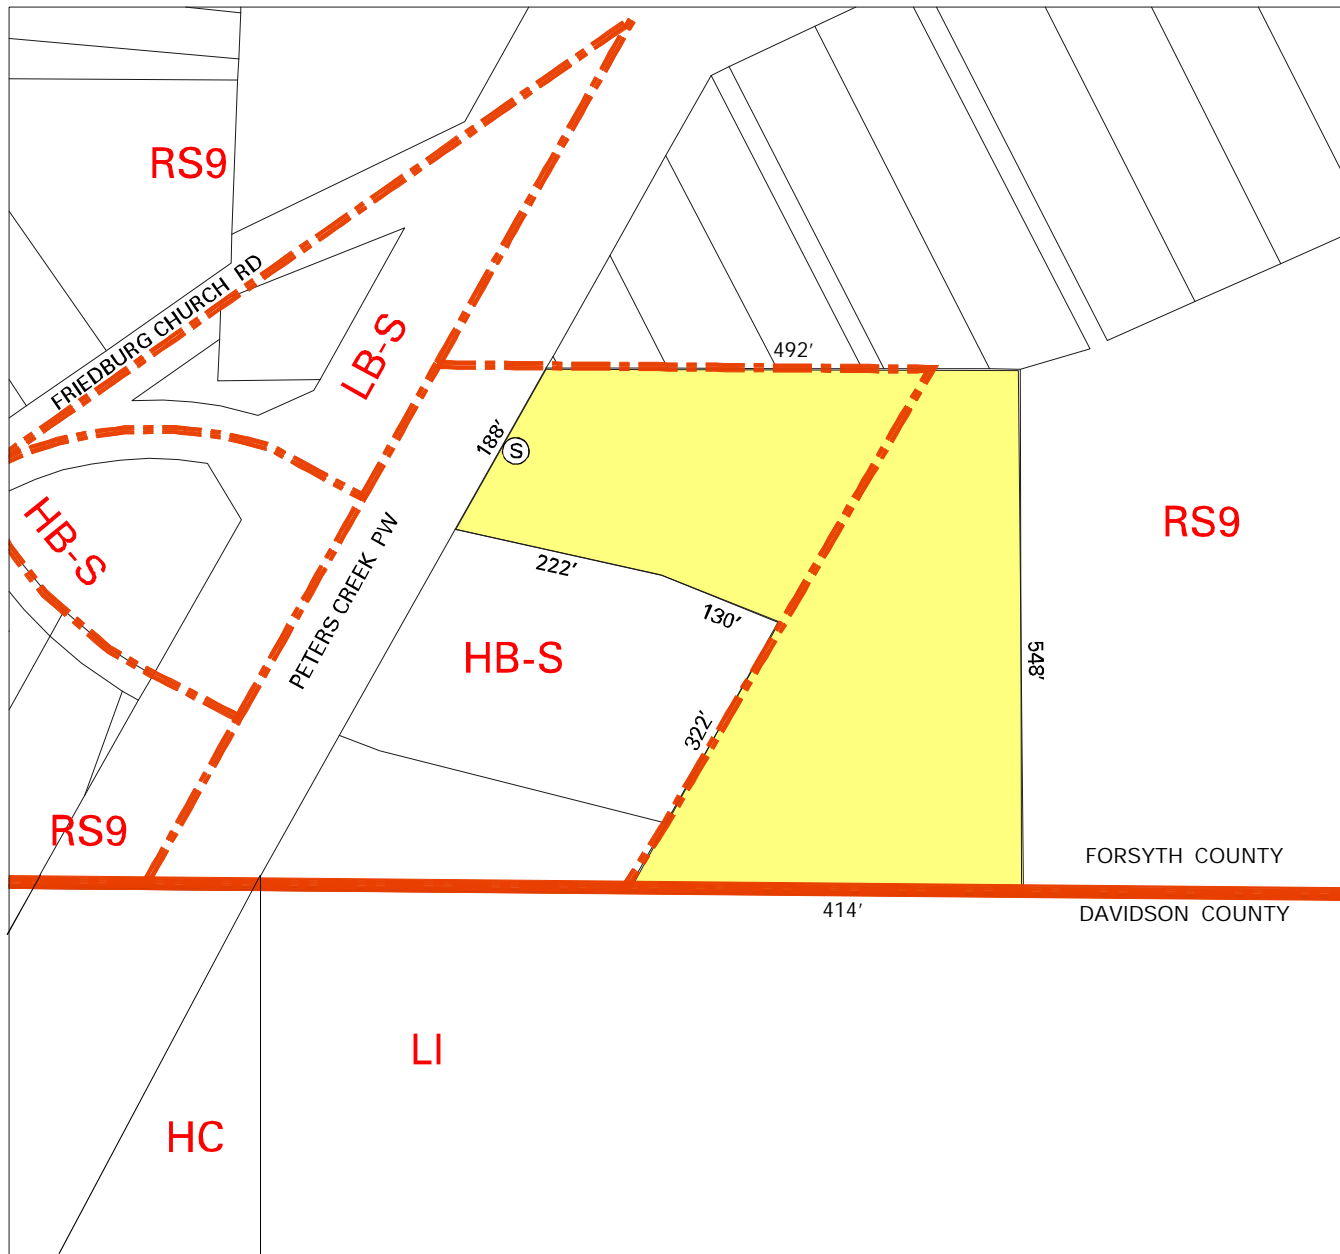 RS9
FRIEDBURG CHURCH RD
LB-S
492'
188'
S
HB-S
PETERS CREEK PW
RS9
222'
130'
HB-S
548'
322'
RS9
FORSYTH COUNTY
414'
DAVIDSON COUNTY
LI
HC